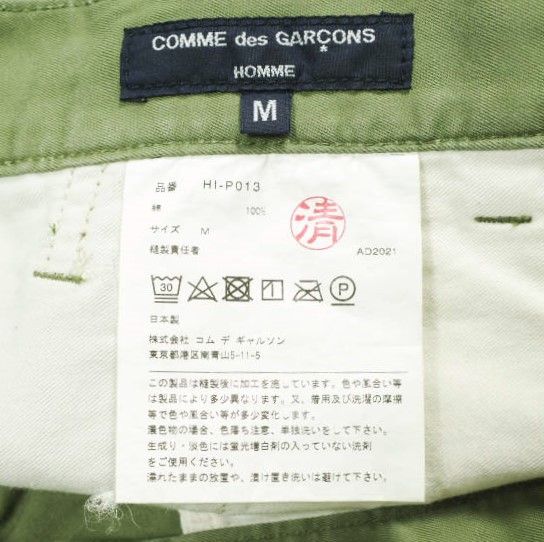 COMME des GARÇONS
HOMME
M
品番 HI-P013
綿 100%
サイズ M
縫製責任者
清
AD2021
30
P
日本製
株式会社 コム デ ギャルソン
東京都港区南青山5-11-5
この製品は縫製後に加工を施しています。色や風合い等
は製品により多少異なります。又、着用及び洗濯の摩擦
等で色や風合い等が多少変化します。
濃色物の場合、色落ち注意、単独洗いをして下さい。
生成り・淡色には蛍光増白剤の入っていない洗剤
をご使用ください。
濡れたままの放置や、漬け置き洗いは避けて下さい。